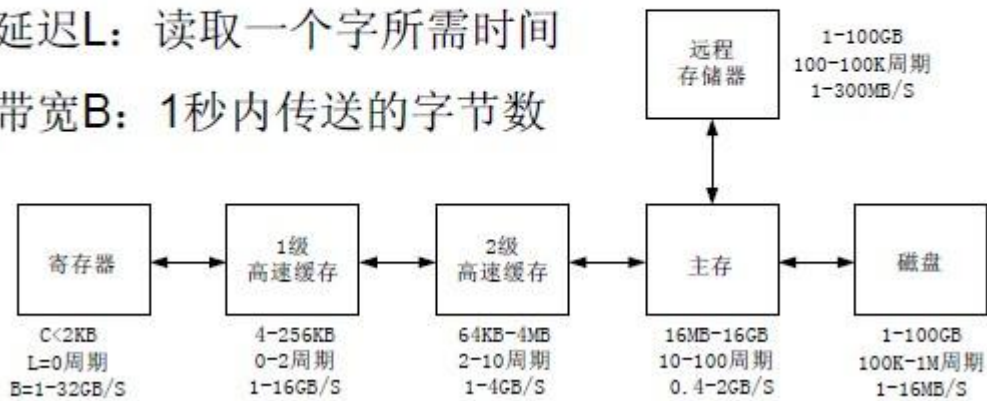 延迟L：读取一个字所需时间
带宽B：1秒内传送的字节数
远程
存储器
1-100GB
100-100K周期
1-300MB/S
寄存器
1级
高速缓存
2级
高速缓存
主存
磁盘
C<2KB
L=0周期
B=1-32GB/S
4-256KB
0-2周期
1-16GB/S
64KB-4MB
2-10周期
1-4GB/S
16MB-16GB
10-100周期
0.4-2GB/S
1-100GB
100K-1M周期
1-16MB/S